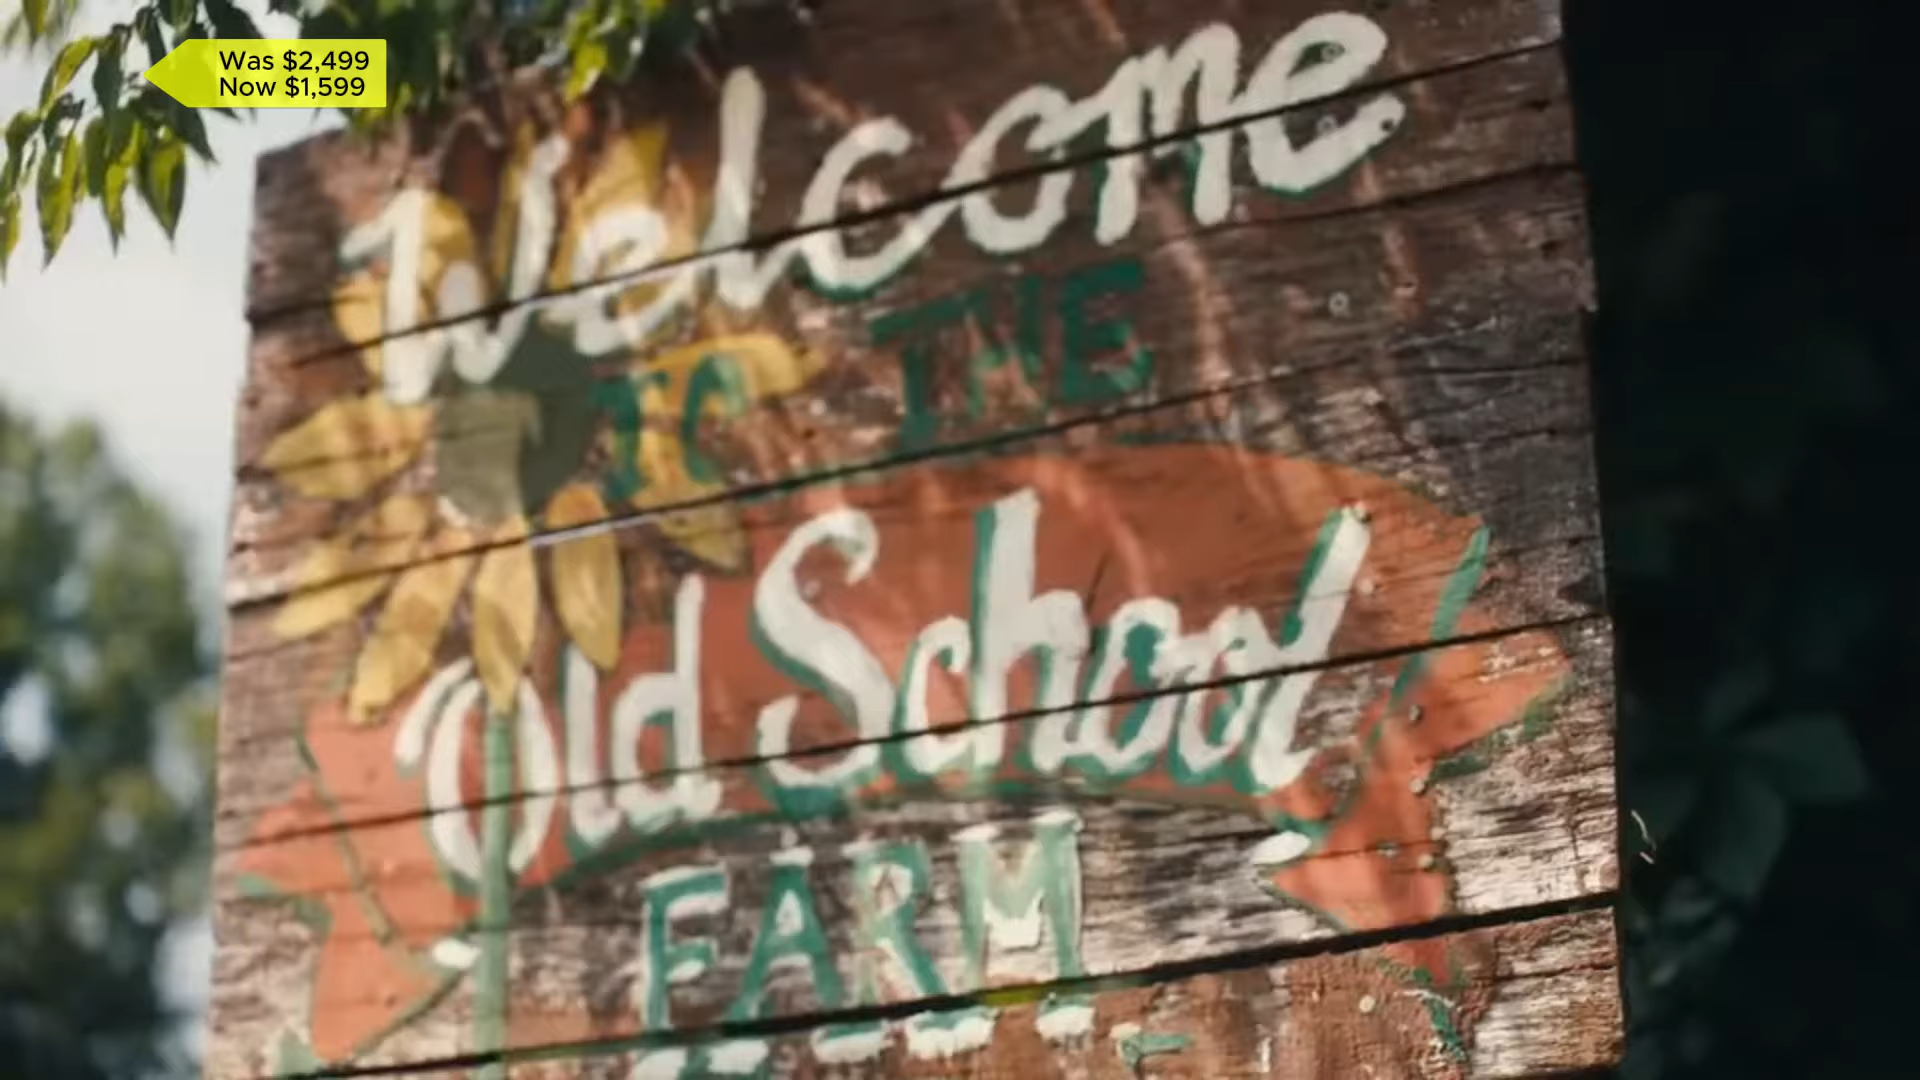 Was $2,499
Now $1,599
Welcome
TO THE
Old School
FARM